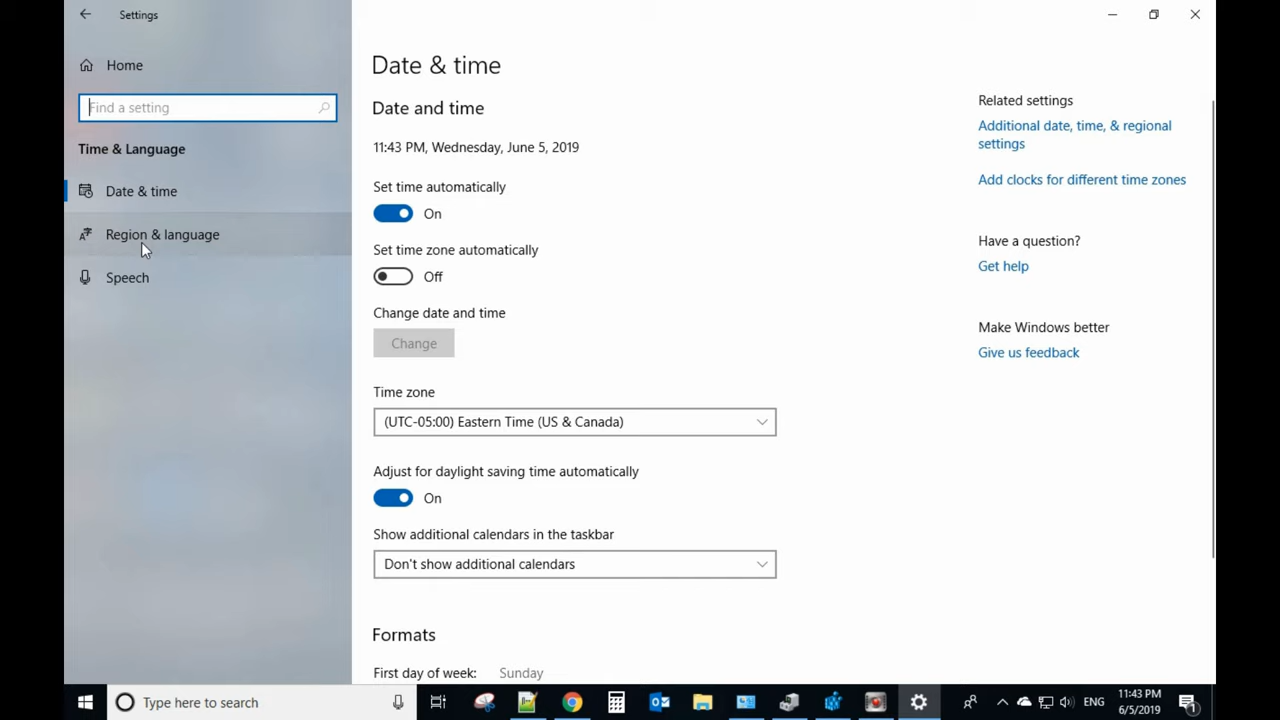 Settings
Home
Find a setting
Time & Language
Date & time
Region & language
Speech
Date & time
Date and time
11:43 PM, Wednesday, June 5, 2019
Set time automatically
On
Set time zone automatically
Off
Change date and time
Change
Time zone
(UTC-05:00) Eastern Time (US & Canada)
Adjust for daylight saving time automatically
On
Show additional calendars in the taskbar
Don't show additional calendars
Formats
First day of week: Sunday
Related settings
Additional date, time, & regional
settings
Add clocks for different time zones
Have a question?
Get help
Make Windows better
Give us feedback
Type here to search
ENG
11:43 PM
6/5/2019
1